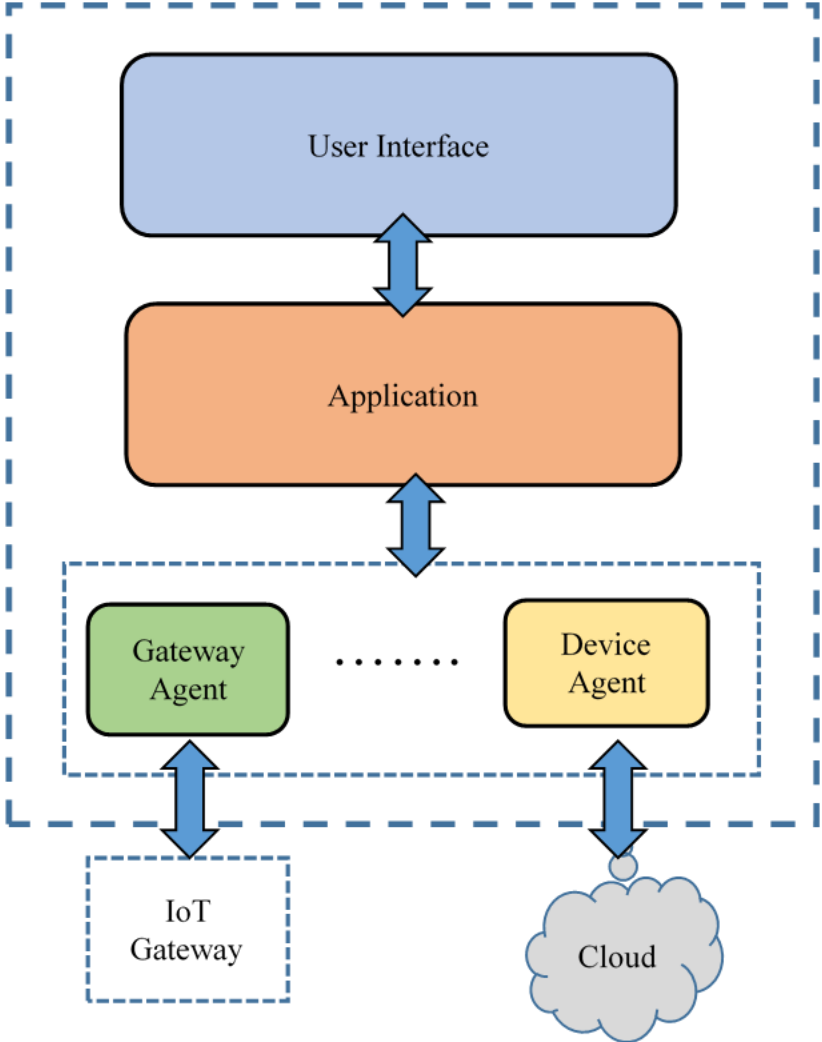 User Interface
Application
Gateway
Agent
.......
Device
Agent
IoT
Gateway
Cloud